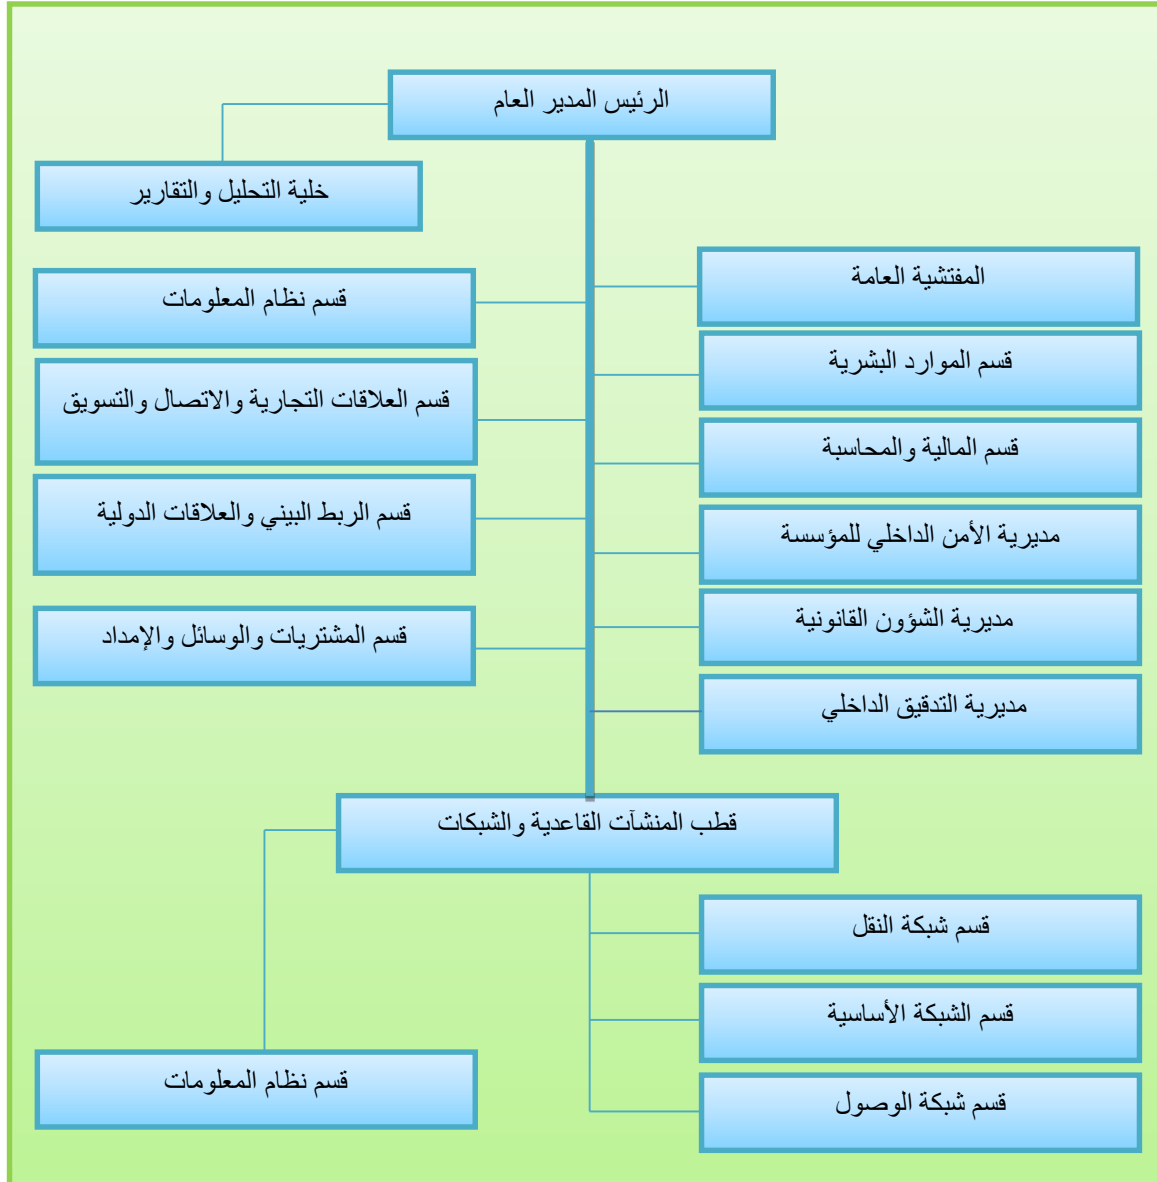 الرئيس المدير العام
خلية التحليل والتقارير
المفتشية العامة
قسم نظام المعلومات
قسم الموارد البشرية
قسم العلاقات التجارية والاتصال والتسويق
قسم المالية والمحاسبة
قسم الربط البيني والعلاقات الدولية
مديرية الأمن الداخلي للمؤسسة
مديرية الشؤون القانونية
قسم المشتريات والوسائل والإمداد
مديرية التدقيق الداخلي
قطب المنشآت القاعدية والشبكات
قسم شبكة النقل
قسم الشبكة الأساسية
قسم نظام المعلومات
قسم شبكة الوصول